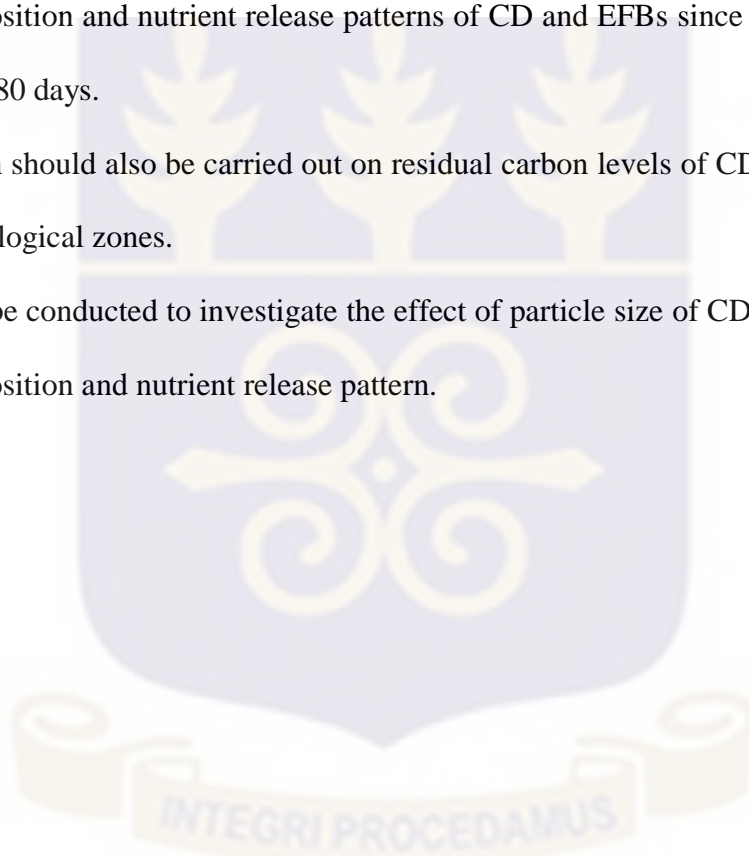 osition and nutrient release patterns of CD and EFBs since
80 days.
should also be carried out on residual carbon levels of CD
logical zones.
be conducted to investigate the effect of particle size of CD
osition and nutrient release pattern.
INTEGRI PROCEDAMUS